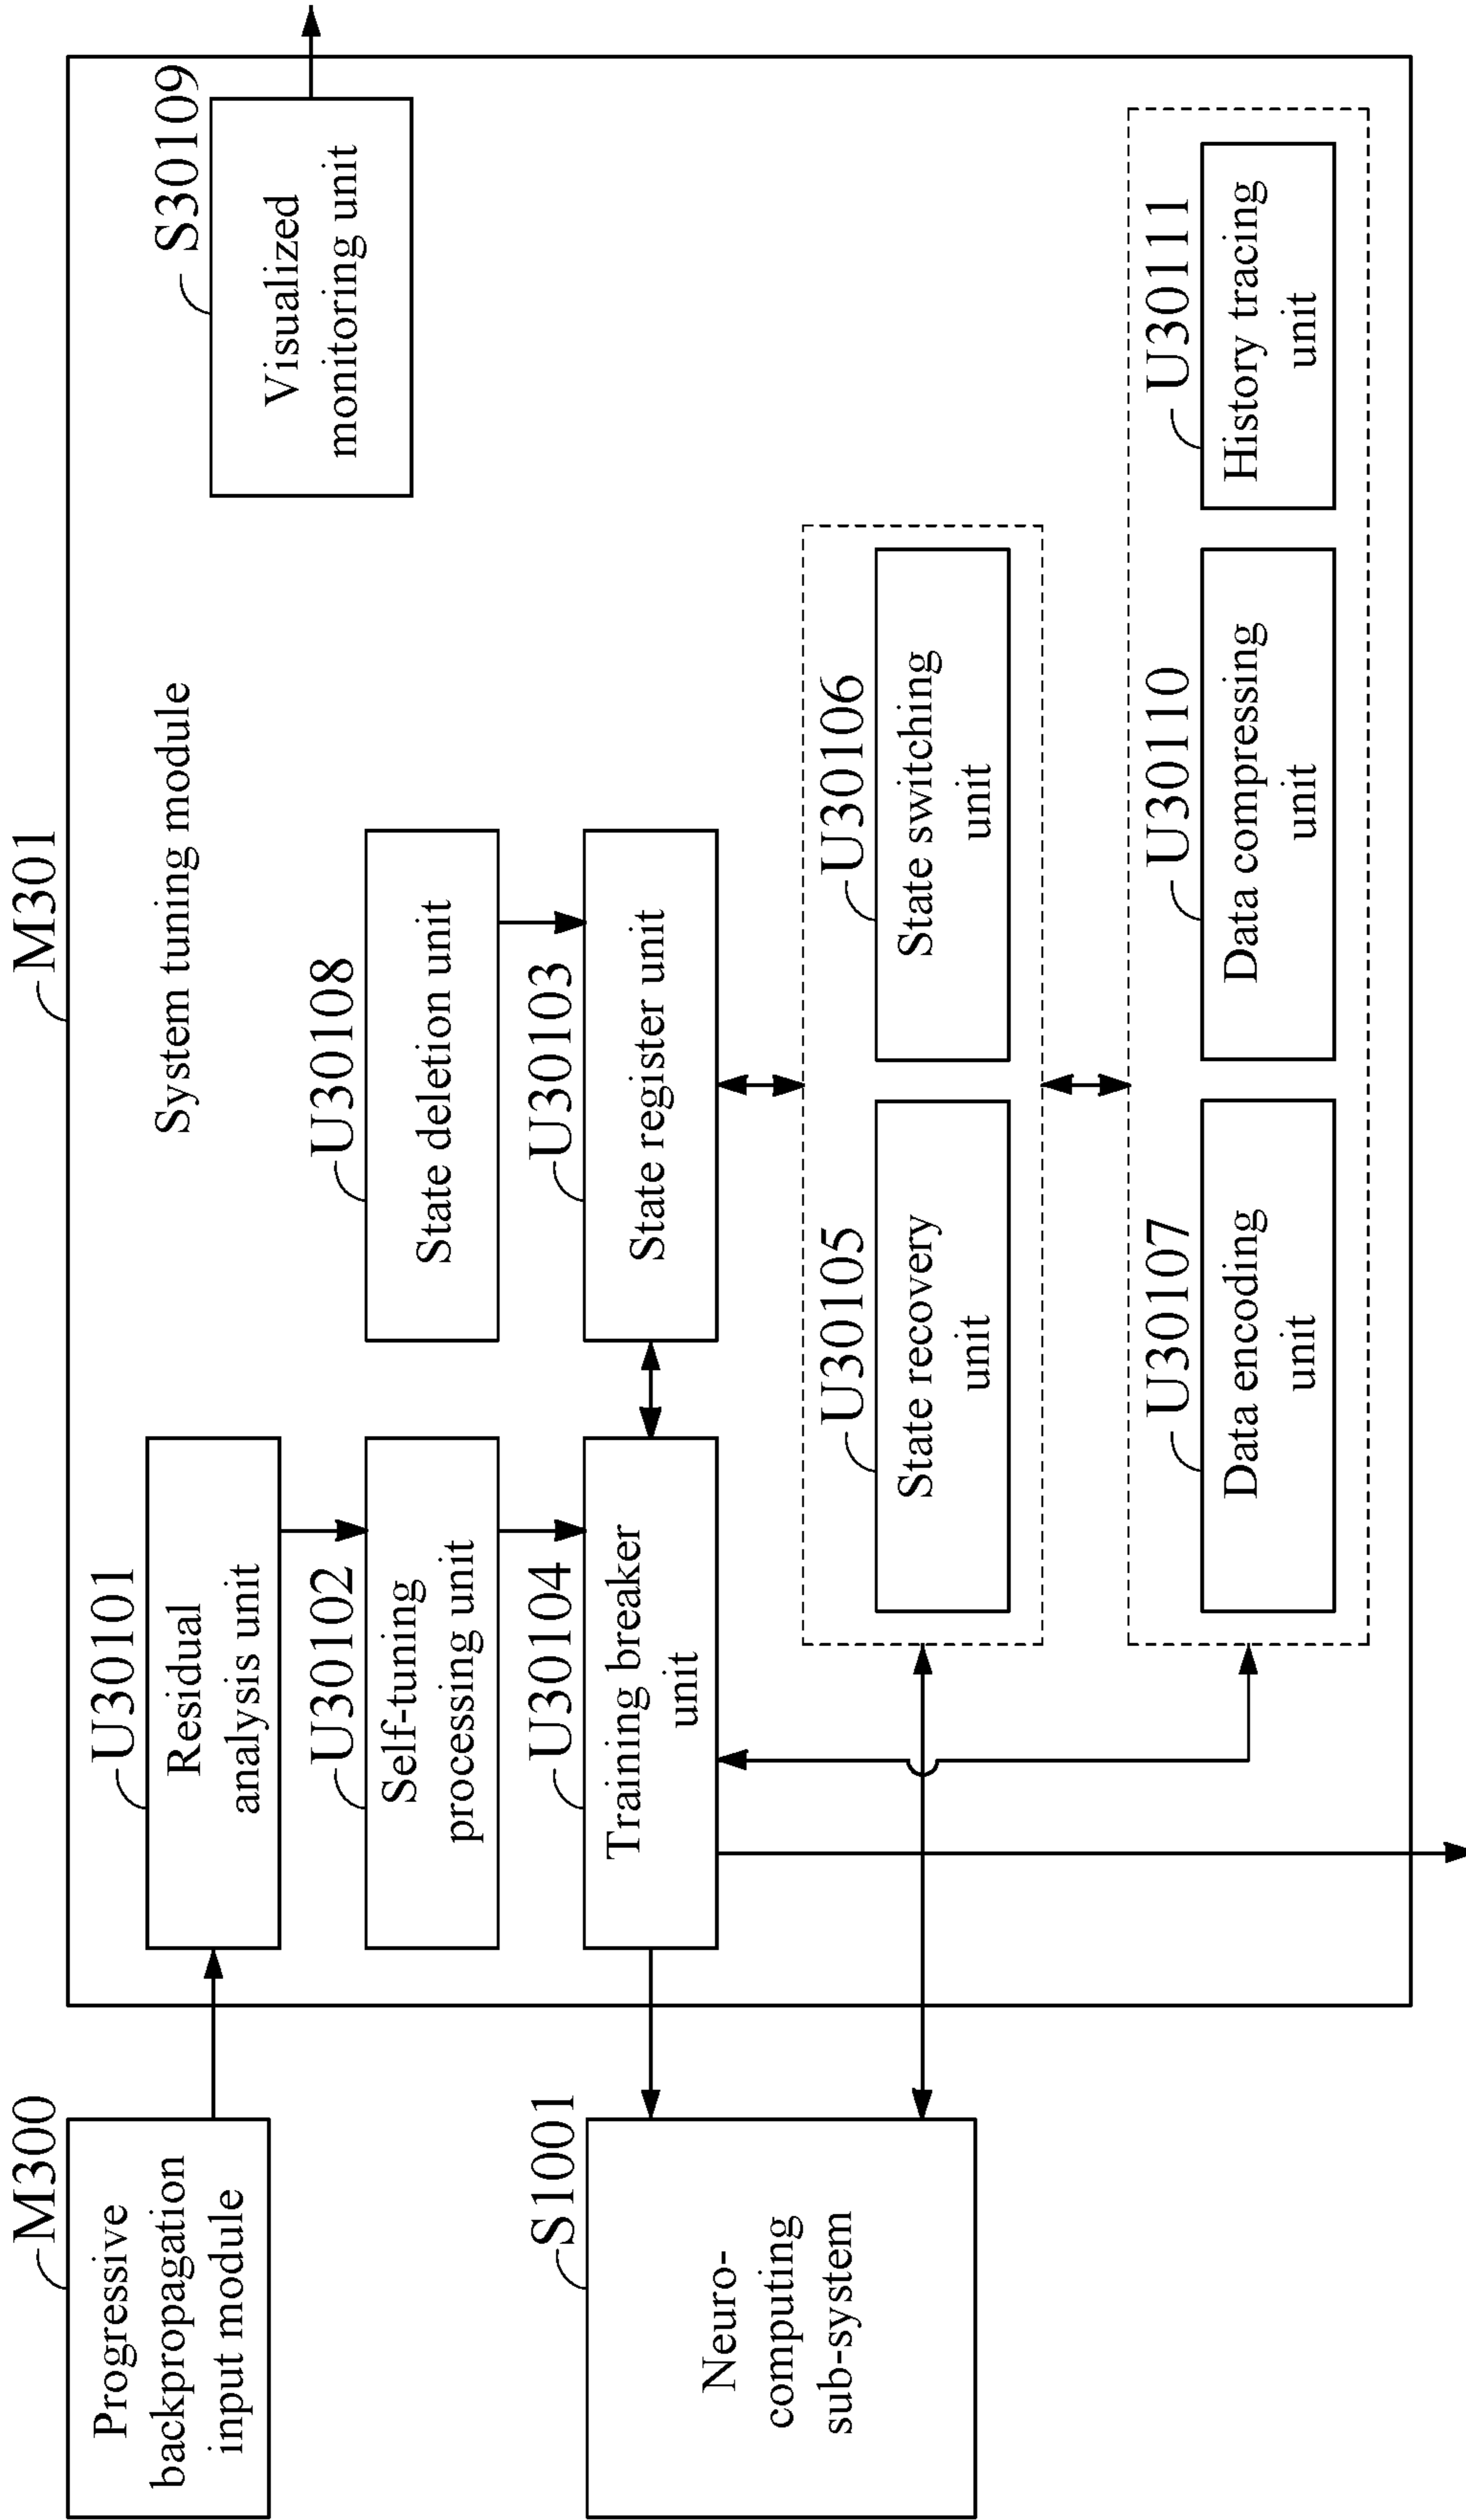 M300
Progressive
backpropagation
input module
S1001
Neuro-
computing
sub-system
M301
System tuning module
U30101
Residual
analysis unit
U30102
Self-tuning
processing unit
U30104
Training breaker
unit
U30108
State deletion unit
U30103
State register unit
S30109
Visualized
monitoring unit
U30105
State recovery
unit
U30106
State switching
unit
U30107
Data encoding
unit
U30110
Data compressing
unit
U30111
History tracing
unit